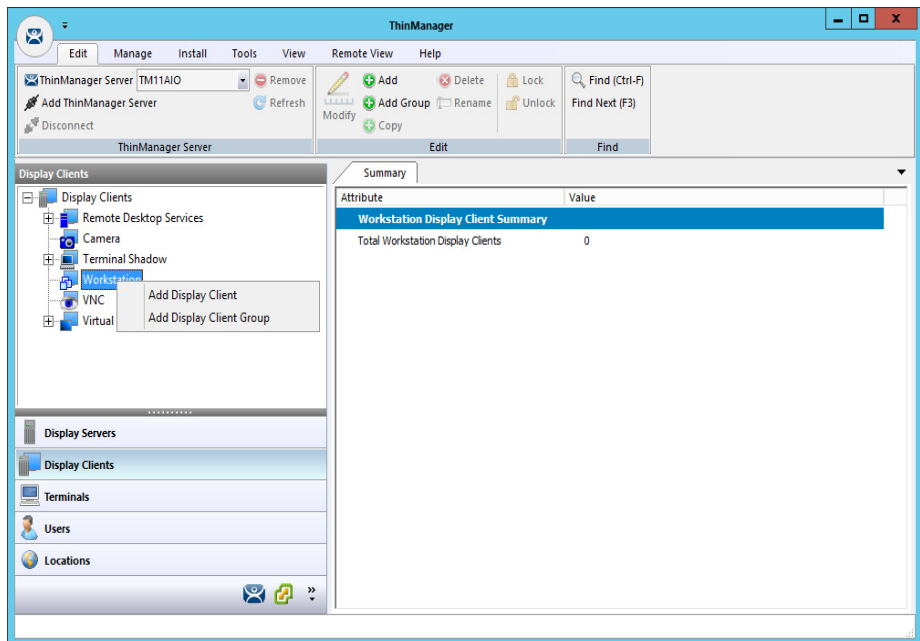 ThinManager
Edit Manage Install Tools View Remote View Help
ThinManager Server TM11AIO Remove
Add ThinManager Server Refresh
Disconnect
ThinManager Server
Modify
Add Delete Lock
Add Group Rename Unlock
Copy
Edit
Find (Ctrl-F)
Find Next (F3)
Find
Display Clients
Display Clients
Remote Desktop Services
Camera
Terminal Shadow
Workstation
VNC
Virtual
Add Display Client
Add Display Client Group
Display Servers
Display Clients
Terminals
Users
Locations
Summary
Attribute Value
Workstation Display Client Summary
Total Workstation Display Clients 0